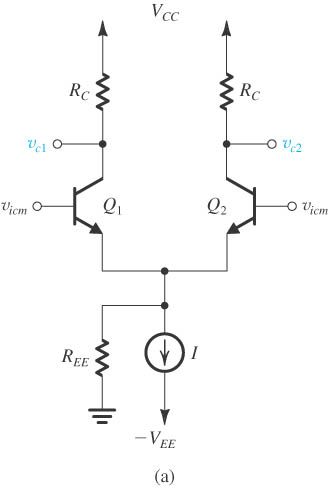 V_CC
R_C R_C
v_c1 v_c2
v_icm Q_1 Q_2 v_icm
R_EE I
−V_EE
(a)